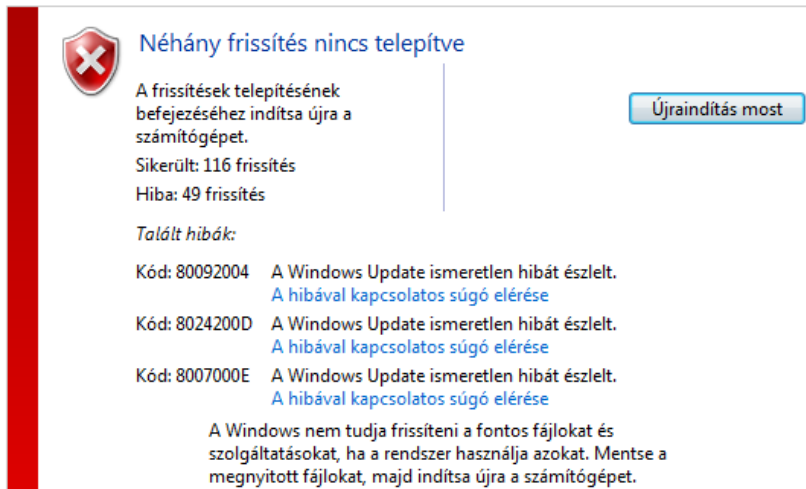 Néhány frissítés nincs telepítve
A frissítések telepítésének
befejezéséhez indítsa újra a
számítógépet.
Újraindítás most
Sikerült: 116 frissítés
Hiba: 49 frissítés
Talált hibák:
Kód: 80092004 A Windows Update ismeretlen hibát észlelt.
A hibával kapcsolatos súgó elérése
Kód: 8024200D A Windows Update ismeretlen hibát észlelt.
A hibával kapcsolatos súgó elérése
Kód: 8007000E A Windows Update ismeretlen hibát észlelt.
A hibával kapcsolatos súgó elérése
A Windows nem tudja frissíteni a fontos fájlokat és
szolgáltatásokat, ha a rendszer használja azokat. Mentse a
megnyitott fájlokat, majd indítsa újra a számítógépet.